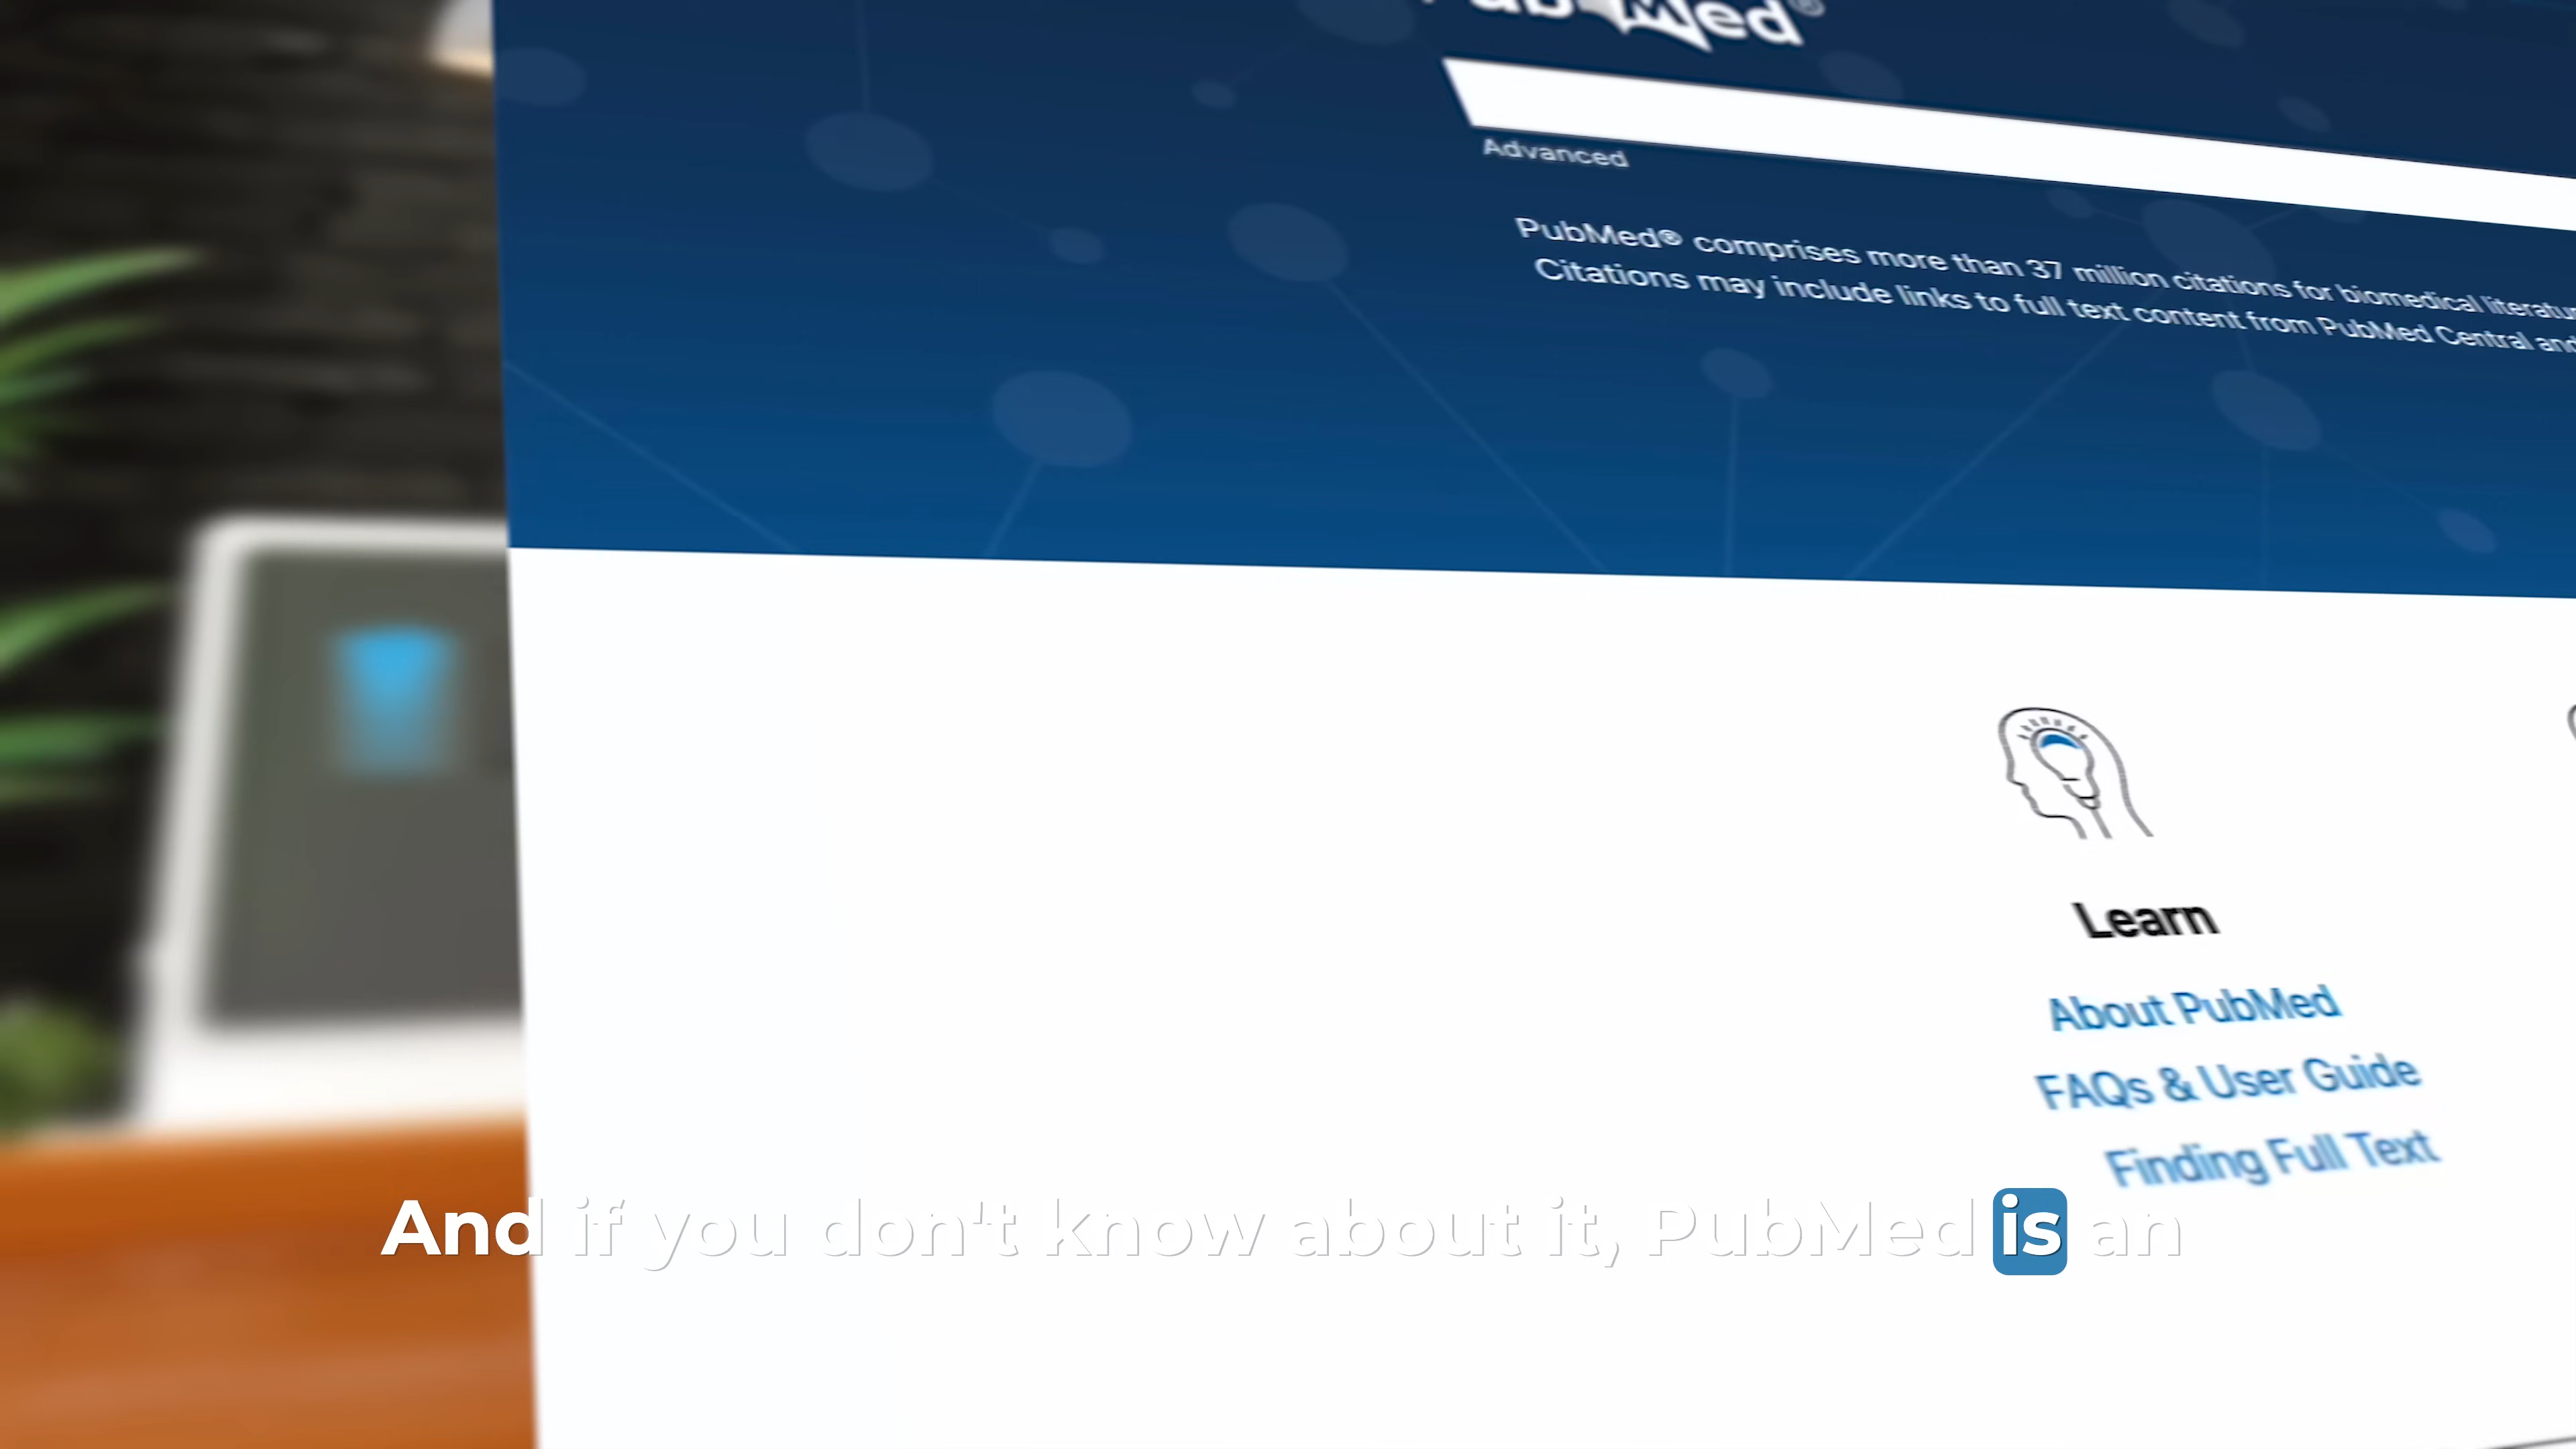 PubMed®
Advanced
PubMed® comprises more than 37 million citations for biomedical
Citations may include links to full text content from PubMed Central and
Learn
About PubMed
FAQs & User Guide
Finding Full Text
And if you don't know about it, PubMed is an